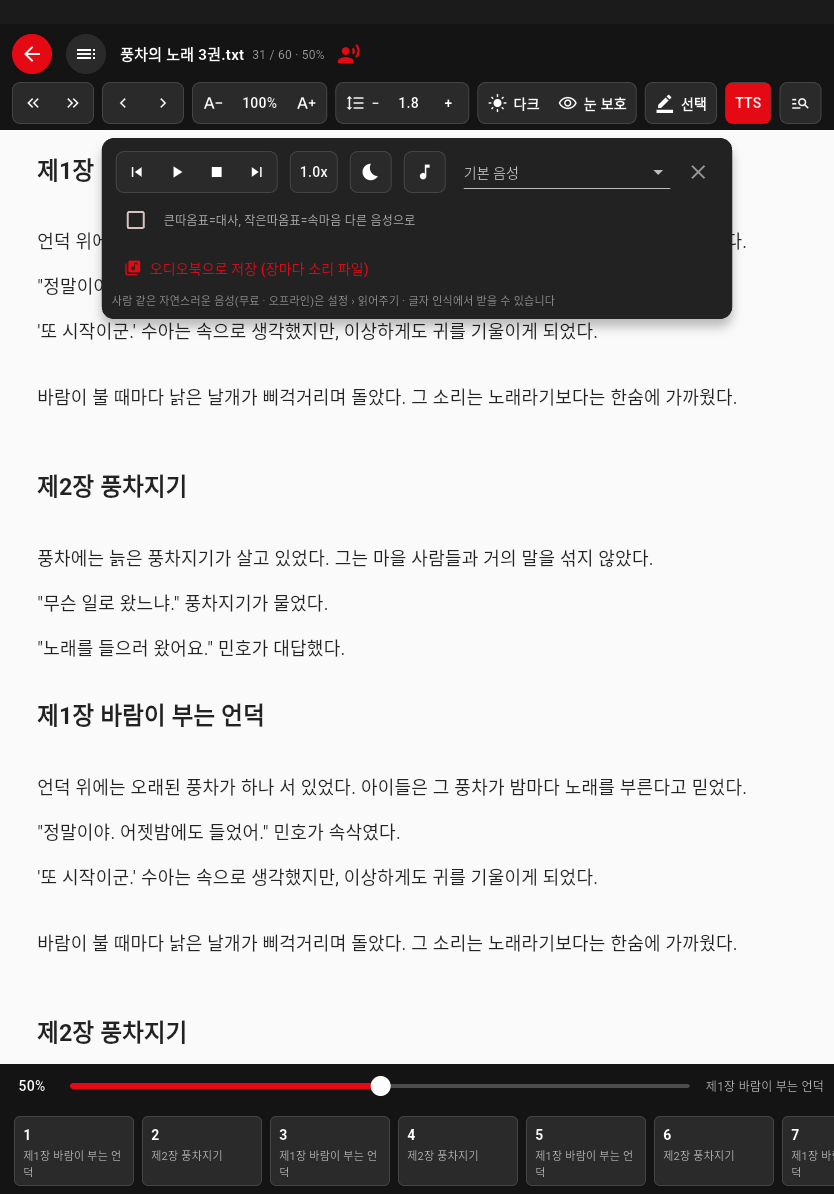 풍차의 노래 3권.txt 31 / 60 · 50%
A− 100% A+ − 1.8 + 다크 눈 보호 선택 TTS
1.0x 기본 음성
큰따옴표=대사, 작은따옴표=속마음 다른 음성으로
오디오북으로 저장 (장마다 소리 파일)
사람 같은 자연스러운 음성(무료 · 오프라인)은 설정 › 읽어주기 · 글자 인식에서 받을 수 있습니다
제1장
언덕 위에 다.
"정말이야
'또 시작이군.' 수아는 속으로 생각했지만, 이상하게도 귀를 기울이게 되었다.
바람이 불 때마다 낡은 날개가 삐걱거리며 돌았다. 그 소리는 노래라기보다는 한숨에 가까웠다.
제2장 풍차지기
풍차에는 늙은 풍차지기가 살고 있었다. 그는 마을 사람들과 거의 말을 섞지 않았다.
"무슨 일로 왔느냐." 풍차지기가 물었다.
"노래를 들으러 왔어요." 민호가 대답했다.
제1장 바람이 부는 언덕
언덕 위에는 오래된 풍차가 하나 서 있었다. 아이들은 그 풍차가 밤마다 노래를 부른다고 믿었다.
"정말이야. 어젯밤에도 들었어." 민호가 속삭였다.
'또 시작이군.' 수아는 속으로 생각했지만, 이상하게도 귀를 기울이게 되었다.
바람이 불 때마다 낡은 날개가 삐걱거리며 돌았다. 그 소리는 노래라기보다는 한숨에 가까웠다.
제2장 풍차지기
50% 제1장 바람이 부는 언덕
1 2 3 4 5 6 7
제1장 바람이 부는 언 제2장 풍차지기 제1장 바람이 부는 언 제2장 풍차지기 제1장 바람이 부는 언 제2장 풍차지기 제1장 바
덕 덕 덕 덕